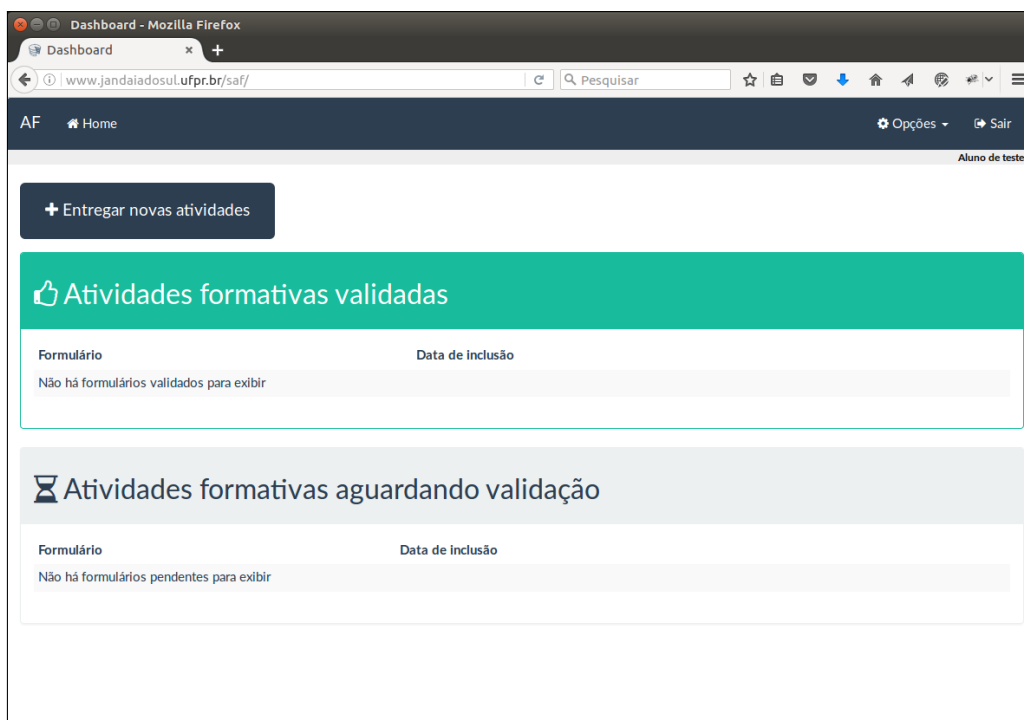 Dashboard - Mozilla Firefox
Dashboard
www.jandaiadosul.ufpr.br/saf/
Pesquisar
AF Home Opções Sair
Aluno de teste
Entregar novas atividades
Atividades formativas validadas
Formulário Data de inclusão
Não há formulários validados para exibir
Atividades formativas aguardando validação
Formulário Data de inclusão
Não há formulários pendentes para exibir